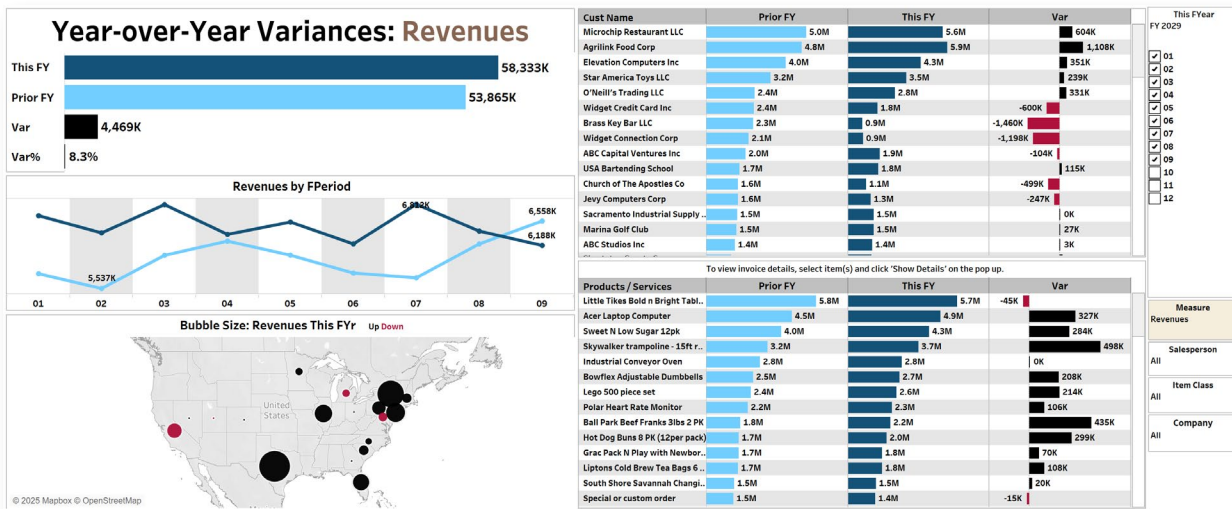 Year-over-Year Variances: Revenues
This FY 58,333K
Prior FY 53,865K
Var 4,469K
Var% 8.3%
Revenues by FPeriod
6,812K 6,558K
6,188K
5,537K
01 02 03 04 05 06 07 08 09
Bubble Size: Revenues This FYr Up Down
United States
© 2025 Mapbox © OpenStreetMap
Cust Name Prior FY This FY Var
Microchip Restaurant LLC 5.0M 5.6M 604K
Agrilink Food Corp 4.8M 5.9M 1,108K
Elevation Computers Inc 4.0M 4.3M 351K
Star America Toys LLC 3.2M 3.5M 239K
O'Neill's Trading LLC 2.4M 2.8M 331K
Widget Credit Card Inc 2.4M 1.8M -600K
Brass Key Bar LLC 2.3M 0.9M -1,460K
Widget Connection Corp 2.1M 0.9M -1,198K
ABC Capital Ventures Inc 2.0M 1.9M -104K
USA Bartending School 1.7M 1.8M 115K
Church of The Apostles Co 1.6M 1.1M -499K
Jevy Computers Corp 1.6M 1.3M -247K
Sacramento Industrial Supply .. 1.5M 1.5M 0K
Marina Golf Club 1.5M 1.5M 27K
ABC Studios Inc 1.4M 1.4M 3K
To view invoice details, select item(s) and click 'Show Details' on the pop up.
Products / Services Prior FY This FY Var
Little Tikes Bold n Bright Tabl.. 5.8M 5.7M -45K
Acer Laptop Computer 4.5M 4.9M 327K
Sweet N Low Sugar 12pk 4.0M 4.3M 284K
Skywalker trampoline - 15ft r.. 3.2M 3.7M 498K
Industrial Conveyor Oven 2.8M 2.8M 0K
Bowflex Adjustable Dumbbells 2.5M 2.7M 208K
Lego 500 piece set 2.4M 2.6M 214K
Polar Heart Rate Monitor 2.2M 2.3M 106K
Ball Park Beef Franks 3lbs 2 PK 1.8M 2.2M 435K
Hot Dog Buns 8 PK (12per pack) 1.7M 2.0M 299K
Grac Pack N Play with Newbor.. 1.7M 1.8M 70K
Liptons Cold Brew Tea Bags 6 .. 1.7M 1.8M 108K
South Shore Savannah Changi.. 1.5M 1.5M 20K
Special or custom order 1.5M 1.4M -15K
This FYear
FY 2029
01
02
03
04
05
06
07
08
09
10
11
12
Measure
Revenues
Salesperson
All
Item Class
All
Company
All